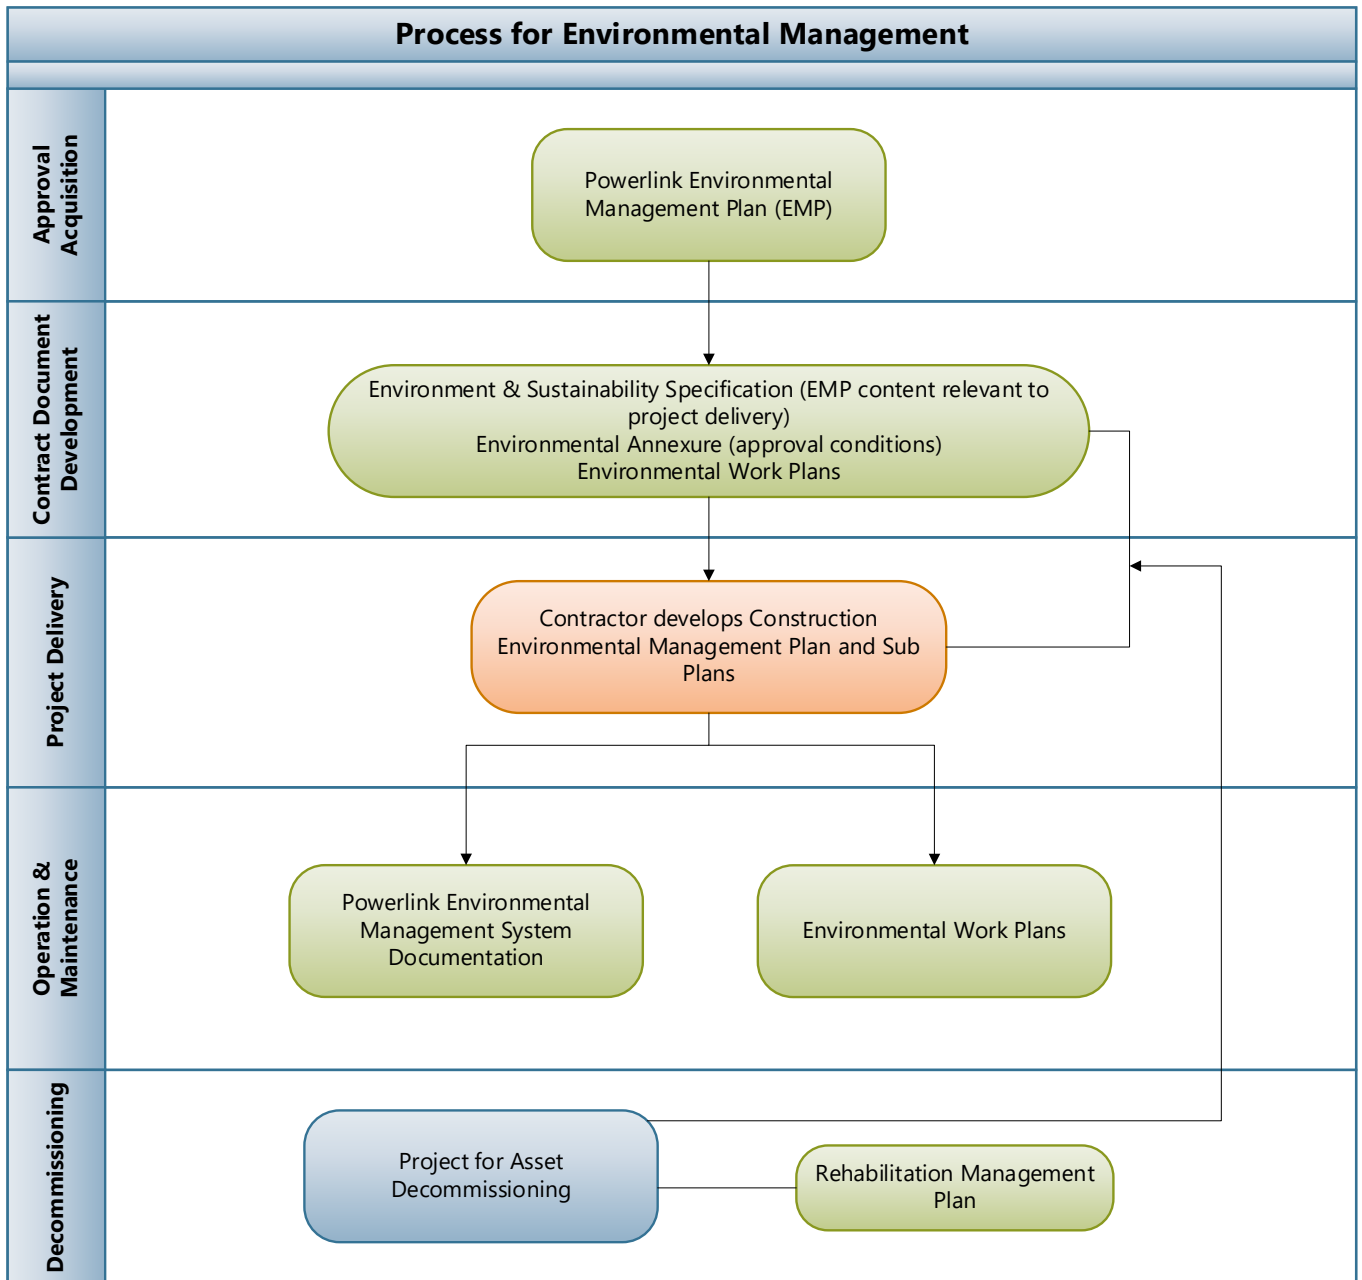 Process for Environmental Management
Approval
Acquisition
Powerlink Environmental
Management Plan (EMP)
Contract Document
Development
Environment & Sustainability Specification (EMP content relevant to
project delivery)
Environmental Annexure (approval conditions)
Environmental Work Plans
Project Delivery
Contractor develops Construction
Environmental Management Plan and Sub
Plans
Operation &
Maintenance
Powerlink Environmental
Management System
Documentation
Environmental Work Plans
Decommissioning
Project for Asset
Decommissioning
Rehabilitation Management
Plan